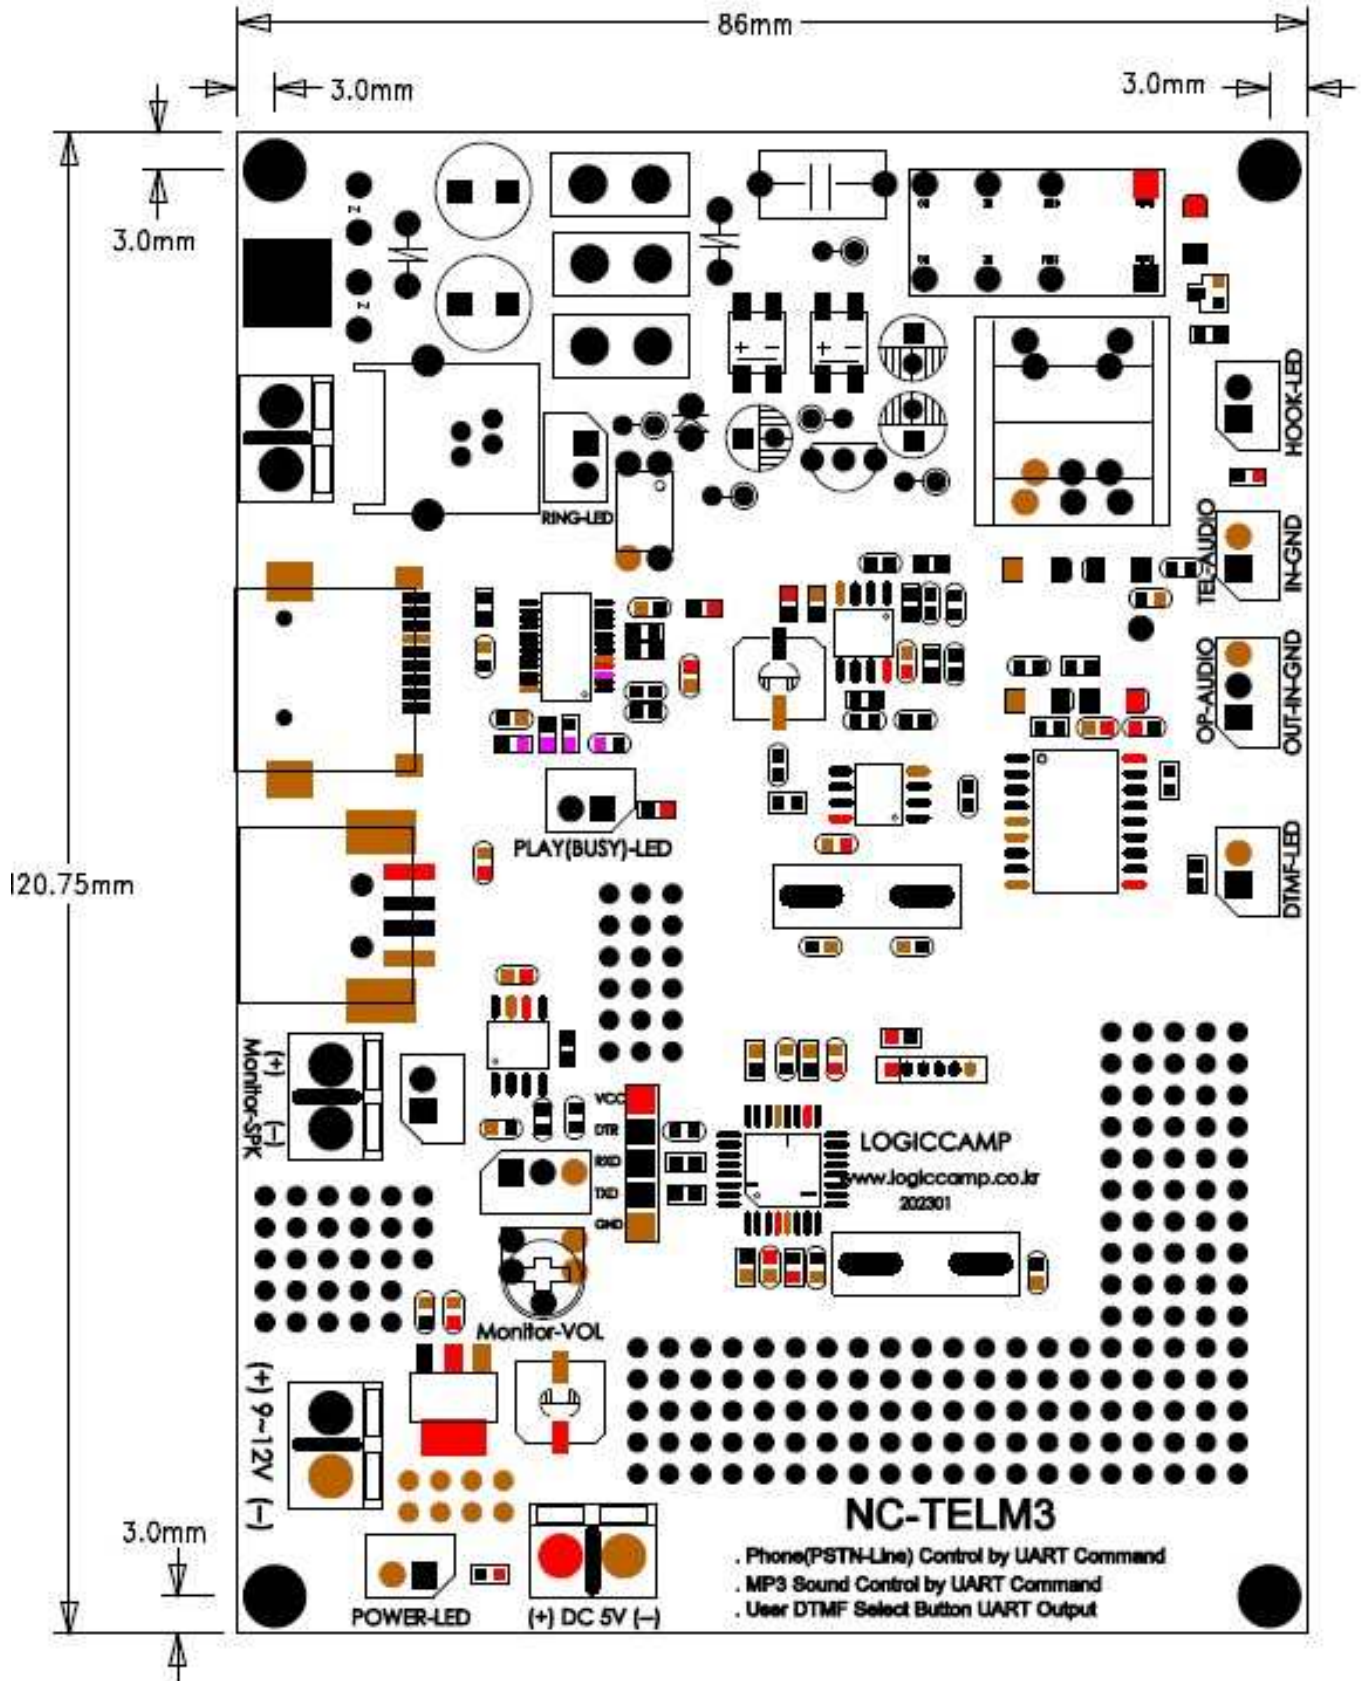 86mm
3.0mm
3.0mm
3.0mm
HOOK-LED
RING-LED
TEL-AUDIO
IN-GND
OP-AUDIO
OUT-IN-GND
PLAY(BUSY)-LED
DTMF-LED
120.75mm
(+)
Monitor-SPK
(-)
VCC
DTR
RXD
TXD
GND
LOGICCAMP
www.logiccamp.co.kr
202301
Monitor-VOL
(+) 9~12V (-)
3.0mm
NC-TELM3
. Phone(PSTN-Line) Control by UART Command
. MP3 Sound Control by UART Command
. User DTMF Select Button UART Output
POWER-LED
(+) DC 5V (-)